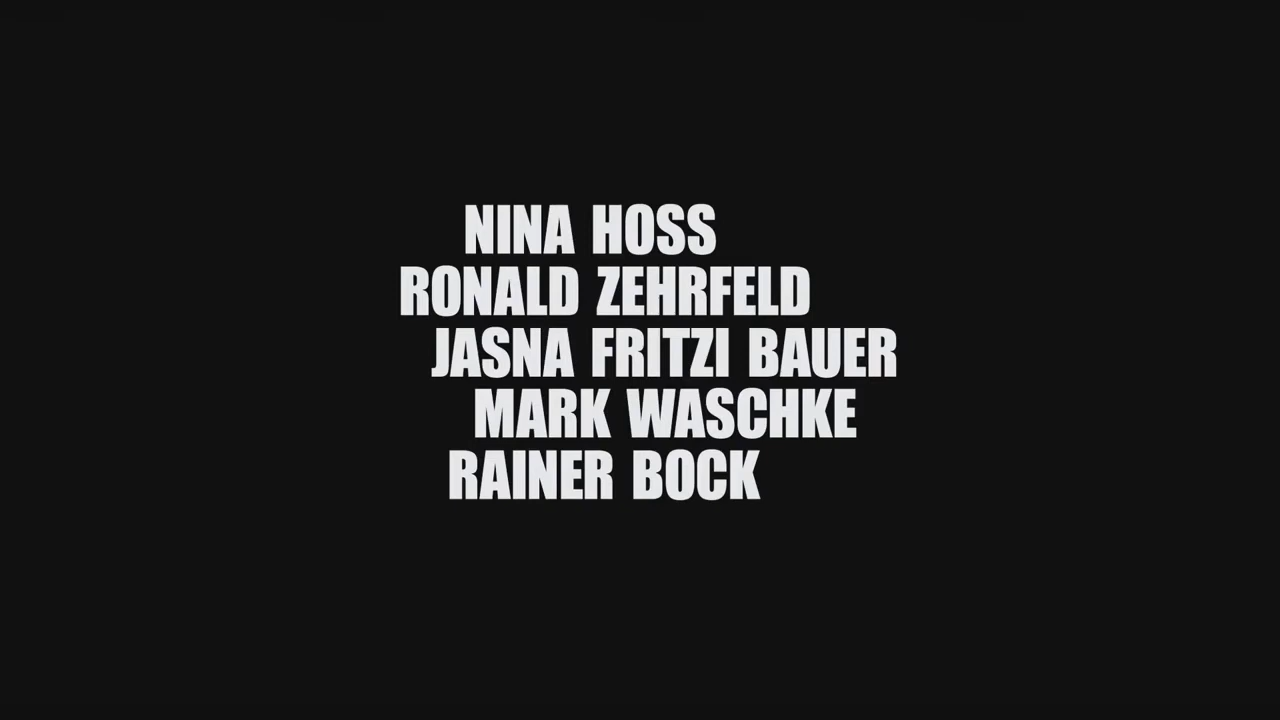 NINA HOSS
RONALD ZEHRFELD
JASNA FRITZI BAUER
MARK WASCHKE
RAINER BOCK